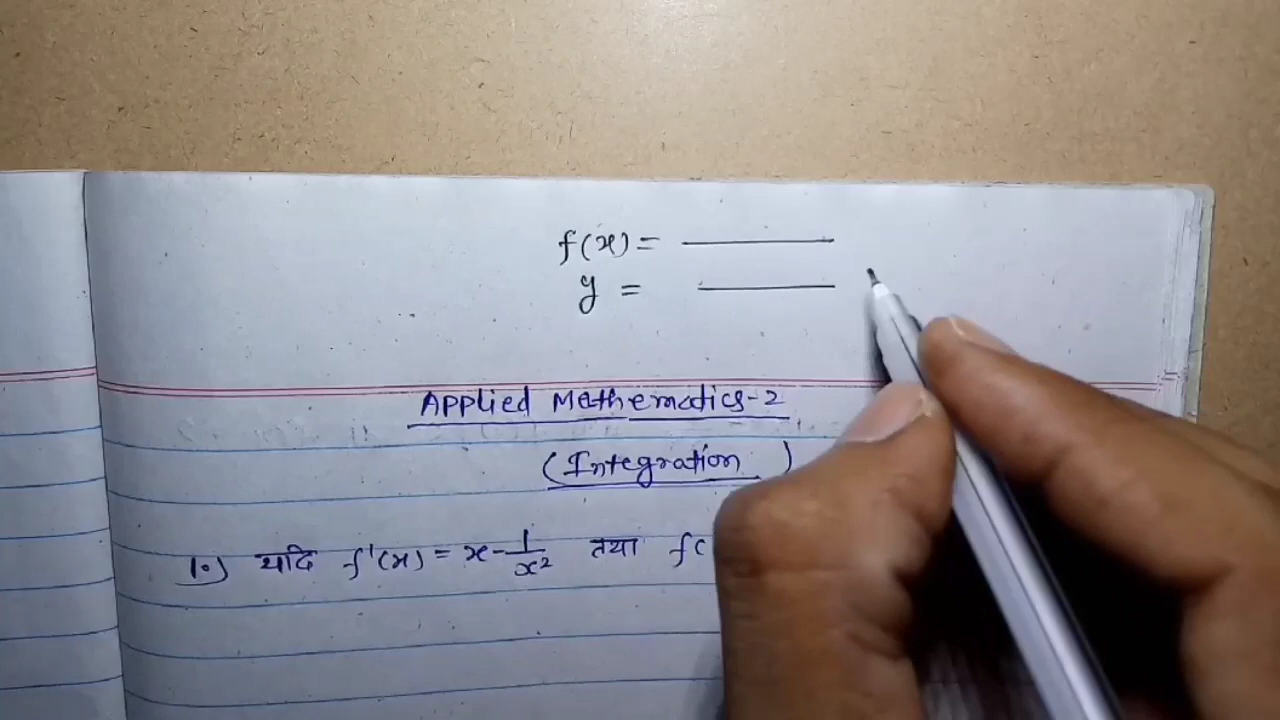 f(x) = ⸺
y = ⸺
Applied Mathematics-2
(Integration)
1.) यदि f'(x) = x - 1/x² तथा f(